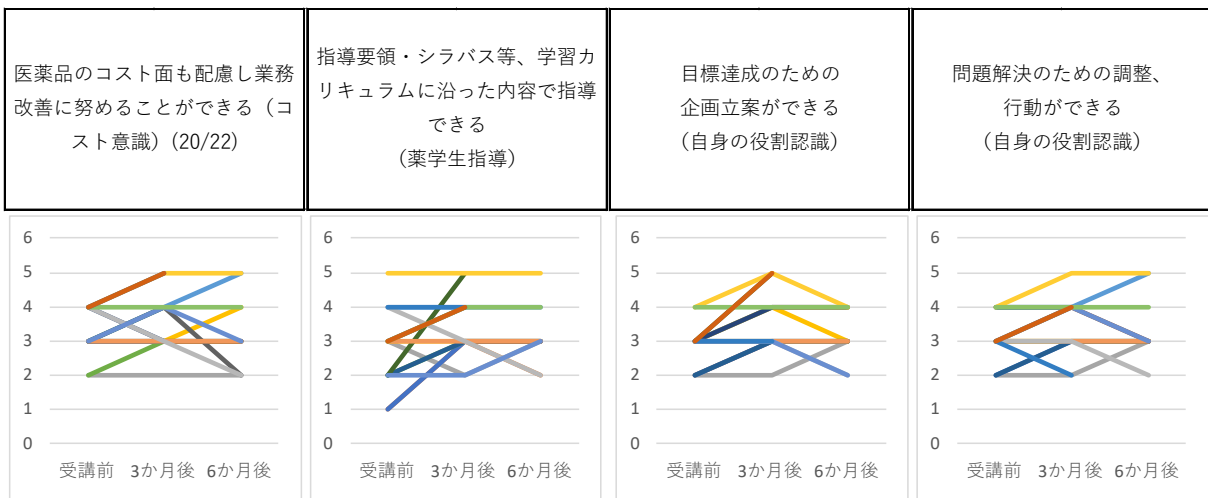 医薬品のコスト面も配慮し業務
改善に努めることができる（コ
スト意識）(20/22)
指導要領・シラバス等、学習カ
リキュラムに沿った内容で指導
できる
（薬学生指導）
目標達成のための
企画立案ができる
（自身の役割認識）
問題解決のための調整、
行動ができる
（自身の役割認識）
6
5
4
3
2
1
0
受講前 3か月後 6か月後
6
5
4
3
2
1
0
受講前 3か月後 6か月後
6
5
4
3
2
1
0
受講前 3か月後 6か月後
6
5
4
3
2
1
0
受講前 3か月後 6か月後